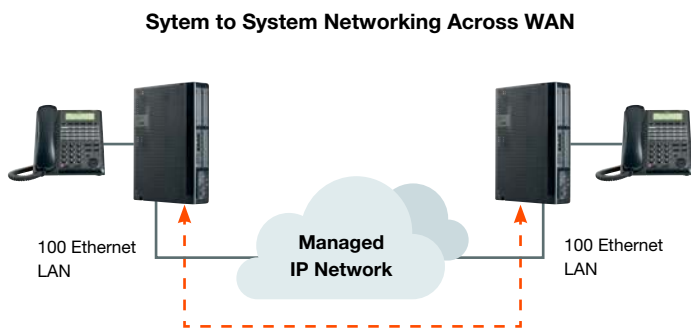 Sytem to System Networking Across WAN
100 Ethernet
LAN
Managed
IP Network
100 Ethernet
LAN